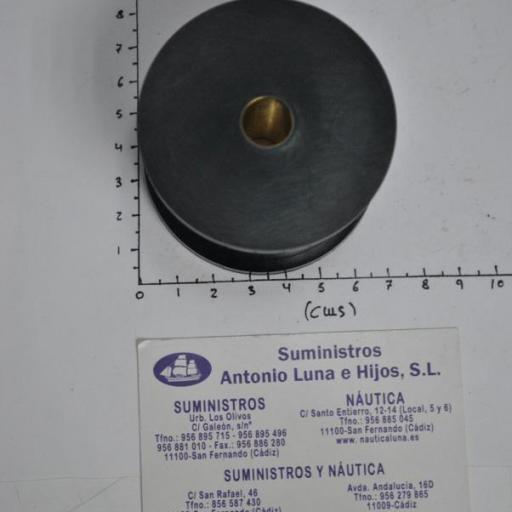 8
7
6
5
4
3
2
1
0 1 2 3 4 5 6 7 8 9 10
(cms)
Suministros
Antonio Luna e Hijos, S.L.
SUMINISTROS
Urb. Los Olivos
C/ Galeón, s/nº
Tfno.: 956 895 715 - 956 895 496
956 881 010 - Fax.: 956 886 280
11100-San Fernando (Cádiz)
NÁUTICA
C/ Santo Entierro, 12-14 (Local, 5 y 6)
Tfno.: 956 885 045
11100-San Fernando (Cádiz)
www.nauticaluna.es
SUMINISTROS Y NÁUTICA
C/ San Rafael, 46
Tfno.: 856 587 430
San Fernando (Cádiz)
Avda. Andalucía, 16D
Tfno.: 956 279 865
11009-Cádiz